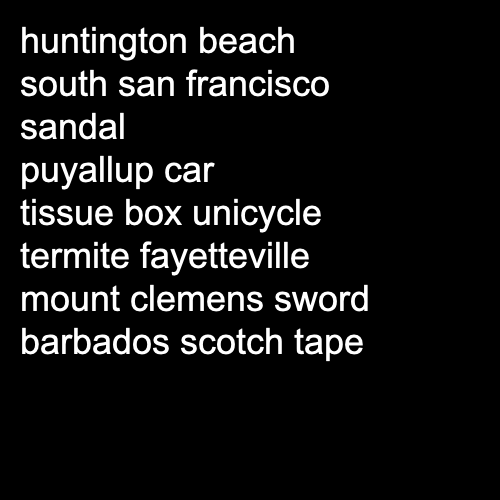 huntington beach
south san francisco
sandal
puyallup car
tissue box unicycle
termite fayetteville
mount clemens sword
barbados scotch tape